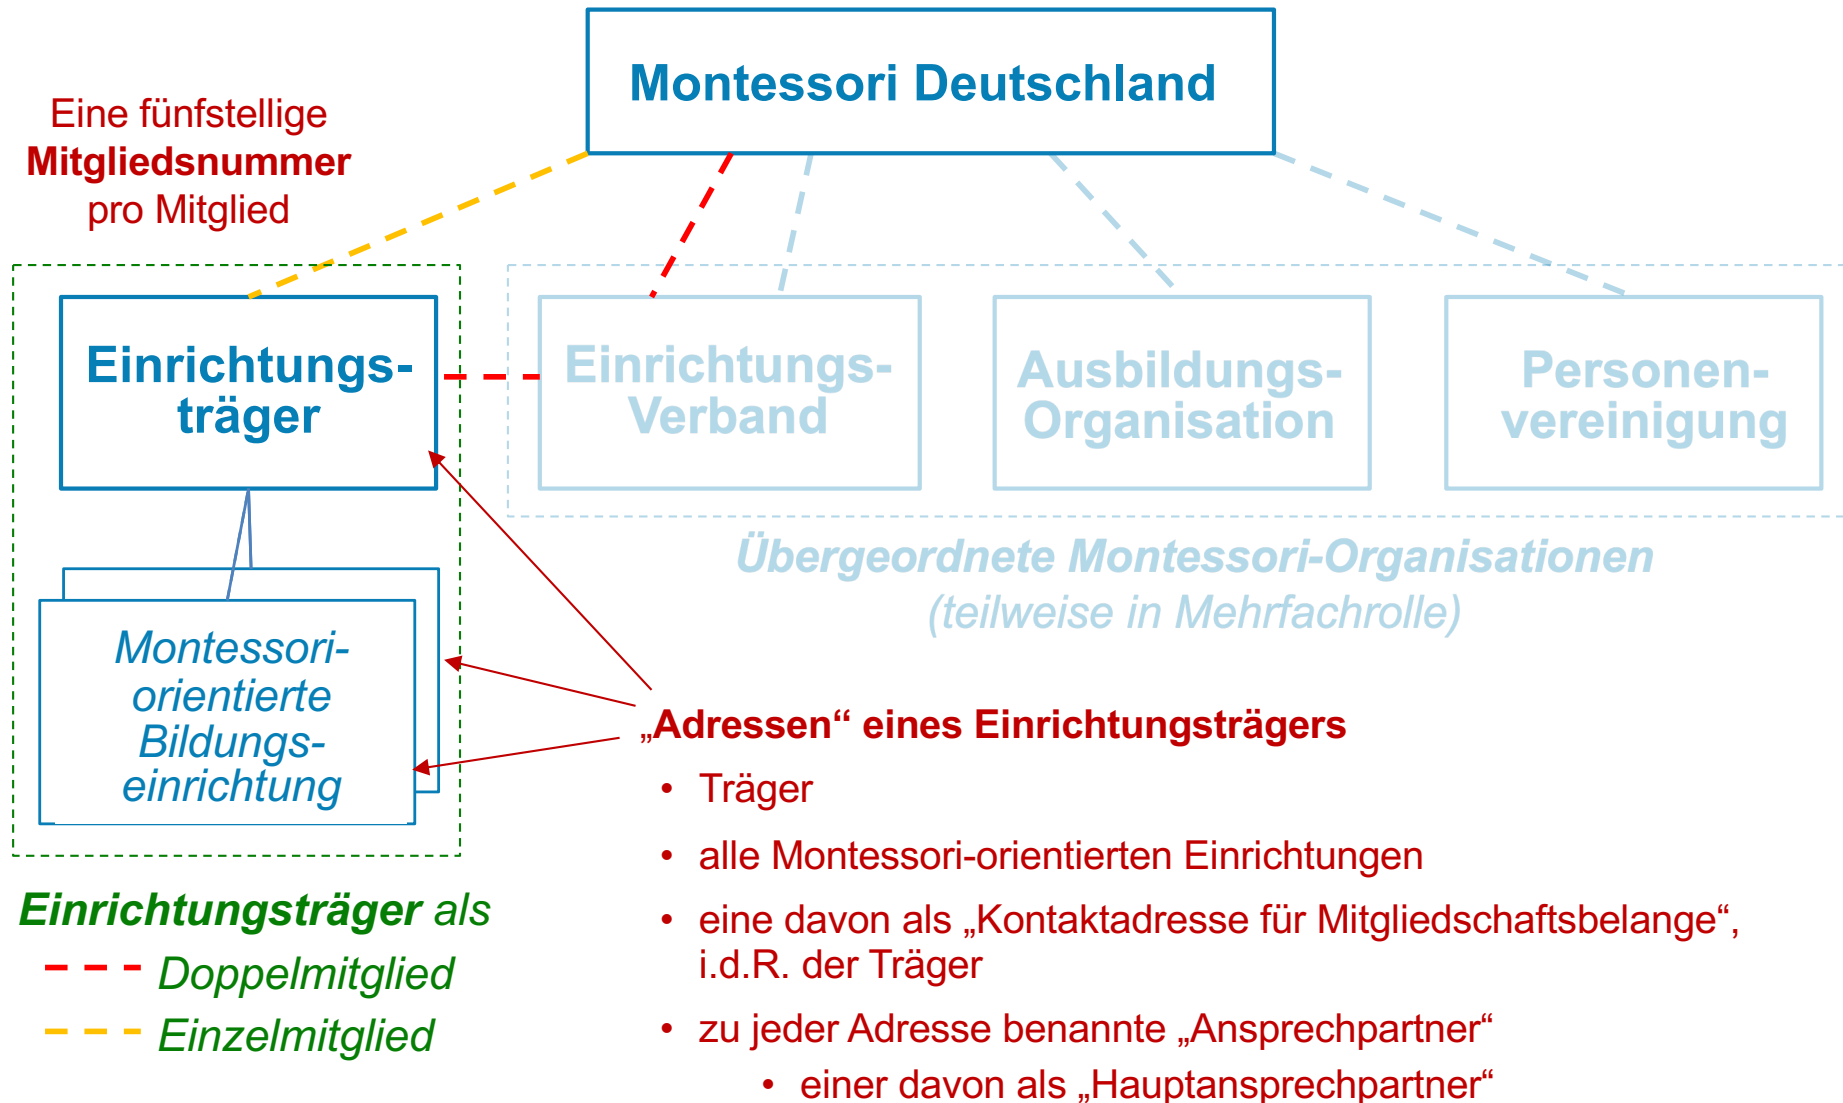 Montessori Deutschland
Eine fünfstellige
Mitgliedsnummer
pro Mitglied
Einrichtungs-
träger
Einrichtungs-
Verband
Ausbildungs-
Organisation
Personen-
vereinigung
Übergeordnete Montessori-Organisationen
(teilweise in Mehrfachrolle)
Montessori-
orientierte
Bildungs-
einrichtung
„Adressen“ eines Einrichtungsträgers
• Träger
• alle Montessori-orientierten Einrichtungen
• eine davon als „Kontaktadresse für Mitgliedschaftsbelange“,
i.d.R. der Träger
• zu jeder Adresse benannte „Ansprechpartner“
• einer davon als „Hauptansprechpartner“
Einrichtungsträger als
Doppelmitglied
Einzelmitglied